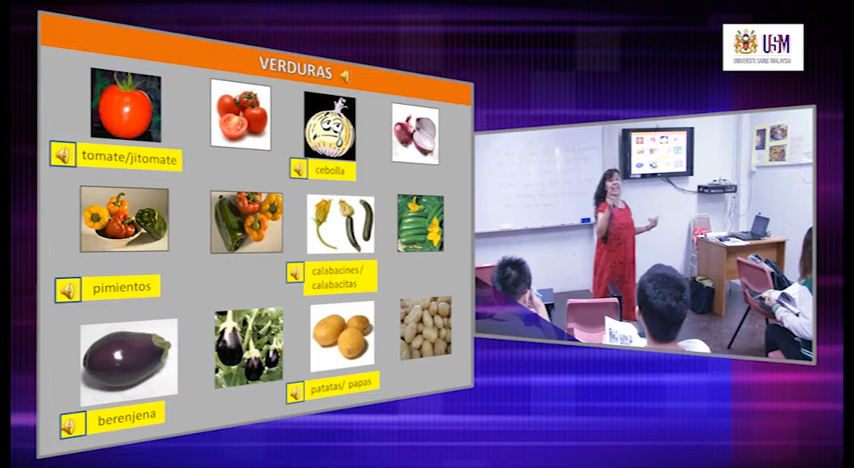 VERDURAS
tomate/jitomate
cebolla
pimientos
calabacines/
calabacitas
berenjena
patatas/ papas
USM
UNIVERSITI SAINS MALAYSIA